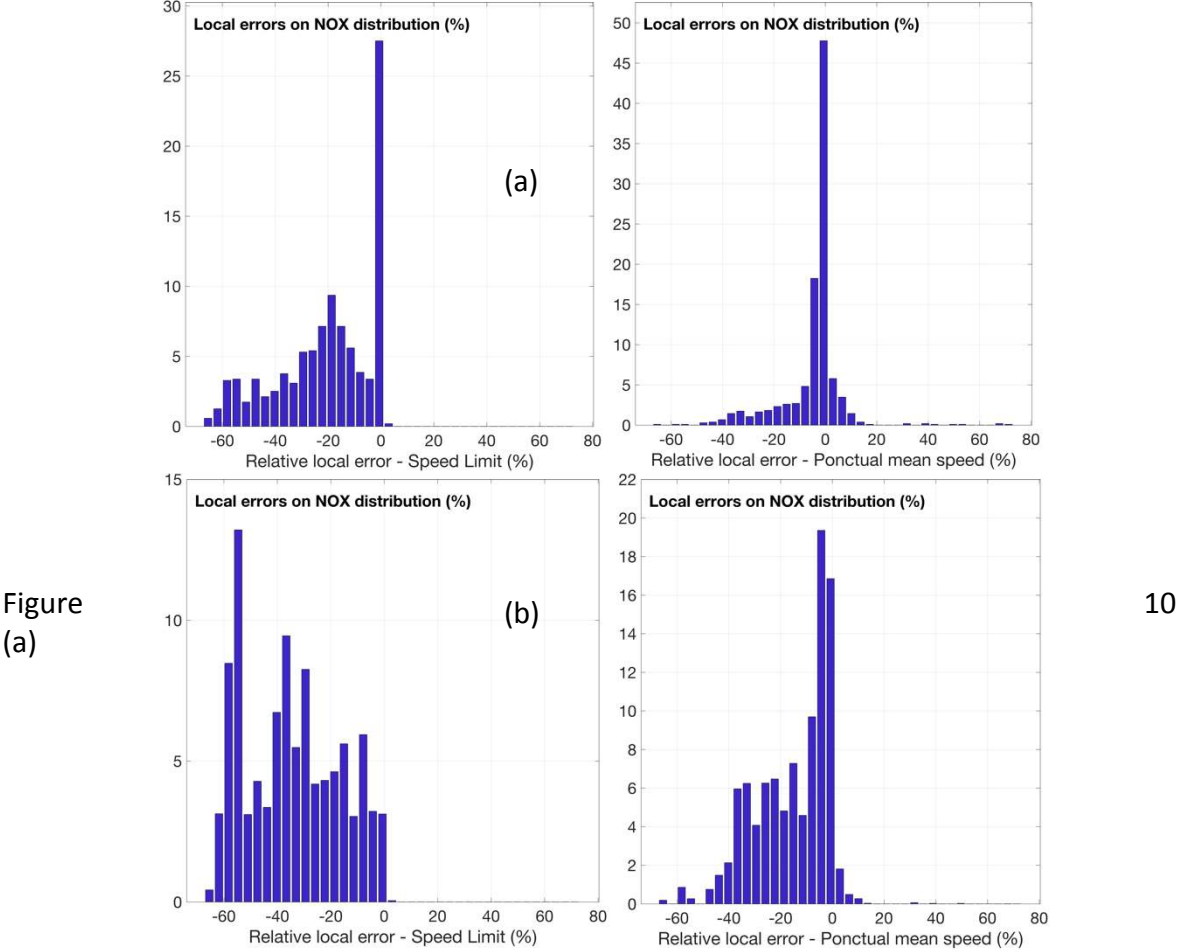 Local errors on NOX distribution (%)
30
25
20
15
10
5
0
-60 -40 -20 0 20 40 60 80
Relative local error - Speed Limit (%)
(a)
Local errors on NOX distribution (%)
50
45
40
35
30
25
20
15
10
5
0
-60 -40 -20 0 20 40 60 80
Relative local error - Ponctual mean speed (%)
Local errors on NOX distribution (%)
15
10
5
0
-60 -40 -20 0 20 40 60 80
Relative local error - Speed Limit (%)
(b)
Local errors on NOX distribution (%)
22
20
18
16
14
12
10
8
6
4
2
0
-60 -40 -20 0 20 40 60 80
Relative local error - Ponctual mean speed (%)
Figure 10
(a)